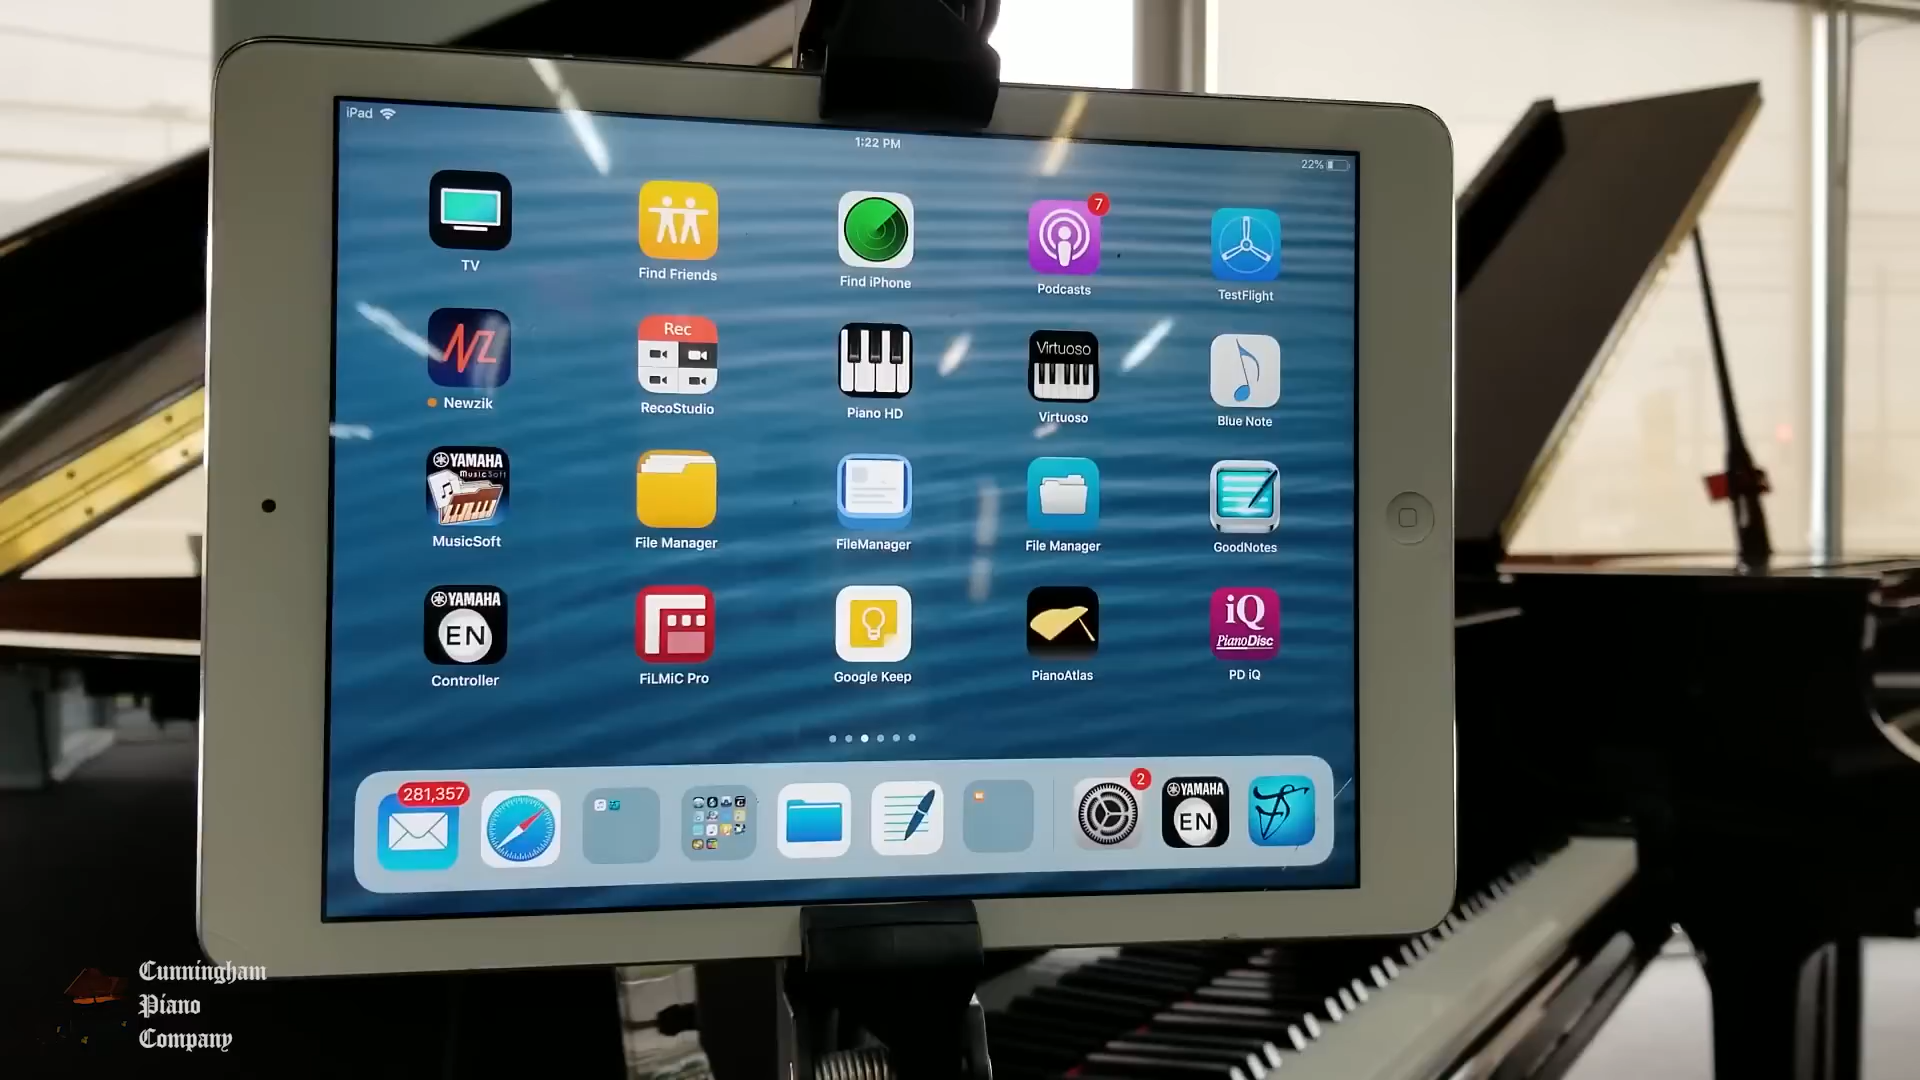 iPad
1:22 PM
22%
7
TV
Find Friends
Find iPhone
Podcasts
TestFlight
NZ
Rec
Virtuoso
Newzik
RecoStudio
Piano HD
Virtuoso
Blue Note
YAMAHA
MusicSoft
MusicSoft
File Manager
FileManager
File Manager
GoodNotes
YAMAHA
EN
iQ
PianoDisc
Controller
FiLMiC Pro
Google Keep
PianoAtlas
PD iQ
281,357
2
YAMAHA
EN
Cunningham
Piano
Company